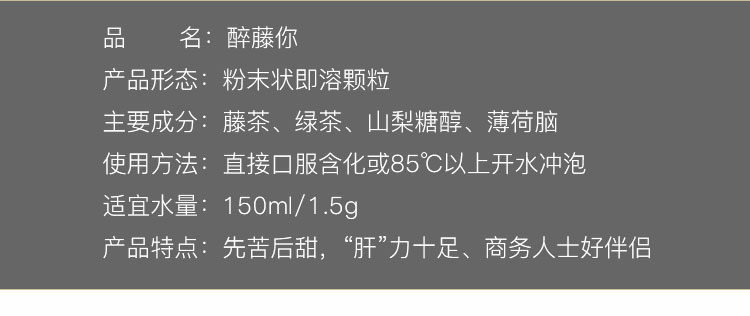 品　　名：醉藤你
产品形态：粉末状即溶颗粒
主要成分：藤茶、绿茶、山梨糖醇、薄荷脑
使用方法：直接口服含化或85℃以上开水冲泡
适宜水量：150ml/1.5g
产品特点：先苦后甜，“肝”力十足、商务人士好伴侣